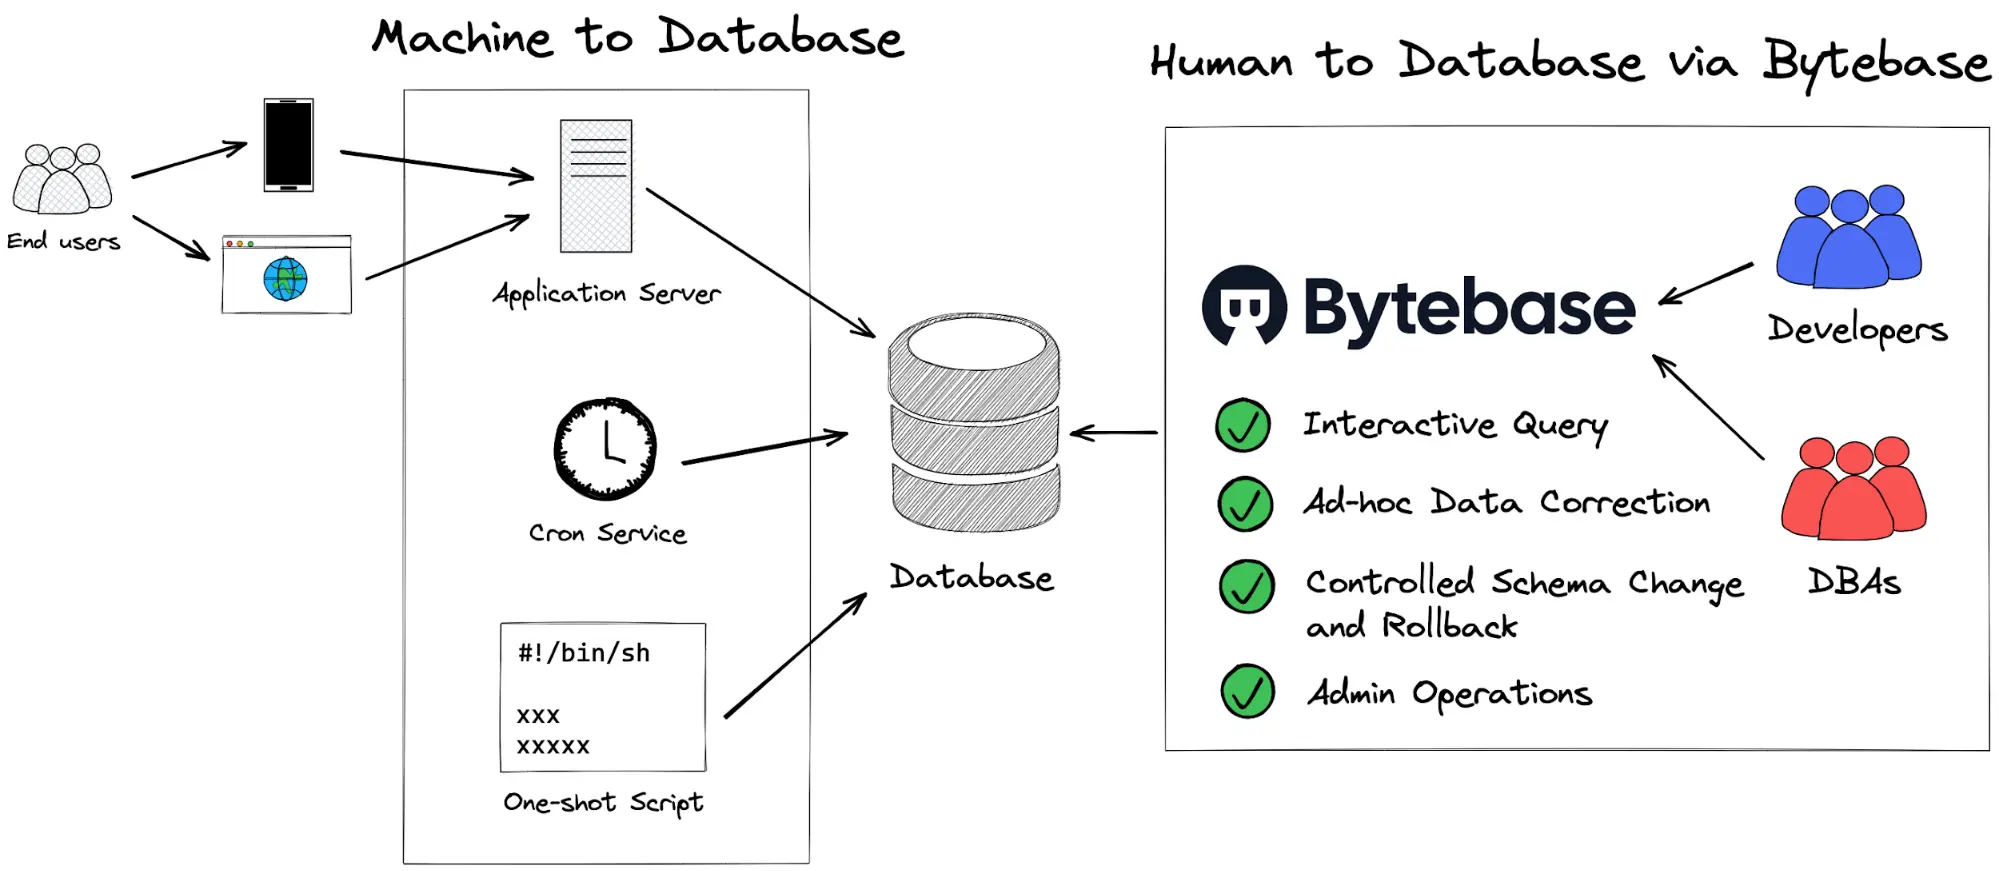 Machine to Database
Human to Database via Bytebase
End users
Application Server
Cron Service
#!/bin/sh
xxx
xxxxx
One-shot Script
Database
Bytebase
Interactive Query
Ad-hoc Data Correction
Controlled Schema Change
and Rollback
Admin Operations
Developers
DBAs